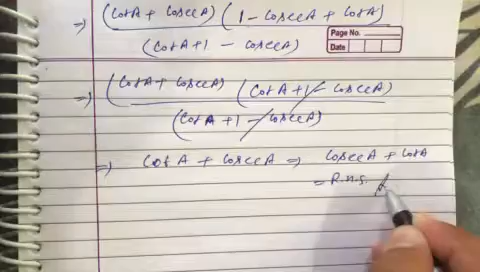 ⇒ (CotA + CosecA) (1 - CosecA + CotA)
(CotA+1 - CosecA)
Page No.
Date
⇒ (CotA + CosecA) (CotA+1 - CosecA)
(CotA +1 - CosecA)
⇒ CotA + CosecA ⇒ CosecA + CotA
= R.H.S.